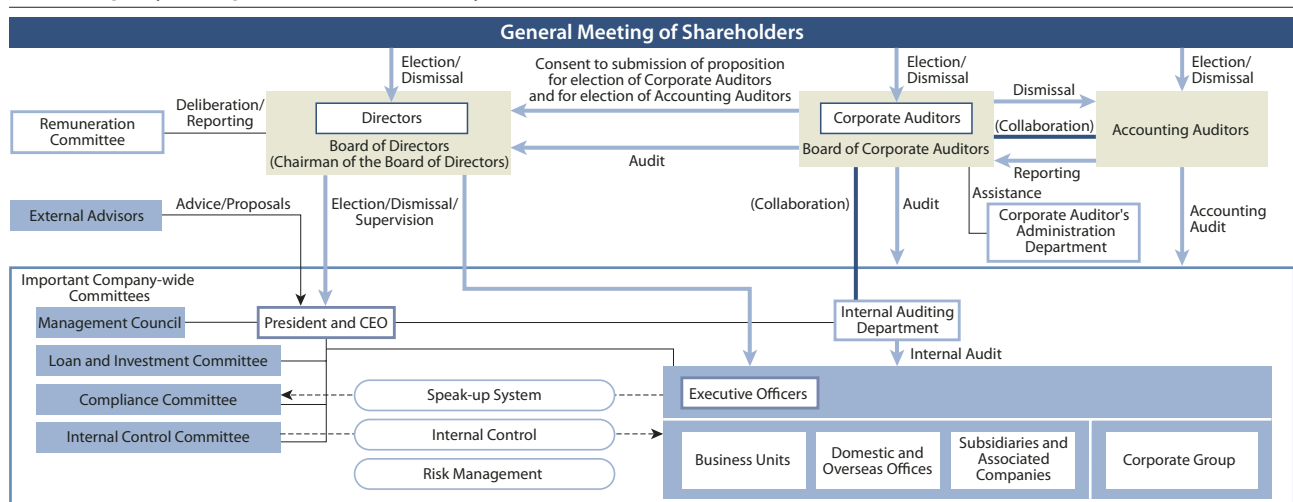 General Meeting of Shareholders
Election/
Dismissal
Consent to submission of proposition
for election of Corporate Auditors
and for election of Accounting Auditors
Election/
Dismissal
Election/
Dismissal
Deliberation/
Reporting
Dismissal
Remuneration
Committee
Directors
Board of Directors
(Chairman of the Board of Directors)
Corporate Auditors
Board of Corporate Auditors
(Collaboration)
Accounting Auditors
Audit
Reporting
External Advisors
Advice/Proposals
Election/Dismissal/
Supervision
(Collaboration)
Audit
Assistance
Corporate Auditor's
Administration
Department
Accounting
Audit
Important Company-wide
Committees
Management Council
President and CEO
Internal Auditing
Department
Loan and Investment Committee
Internal Audit
Compliance Committee
Speak-up System
Executive Officers
Internal Control Committee
Internal Control
Risk Management
Business Units
Domestic and
Overseas Offices
Subsidiaries and
Associated
Companies
Corporate Group